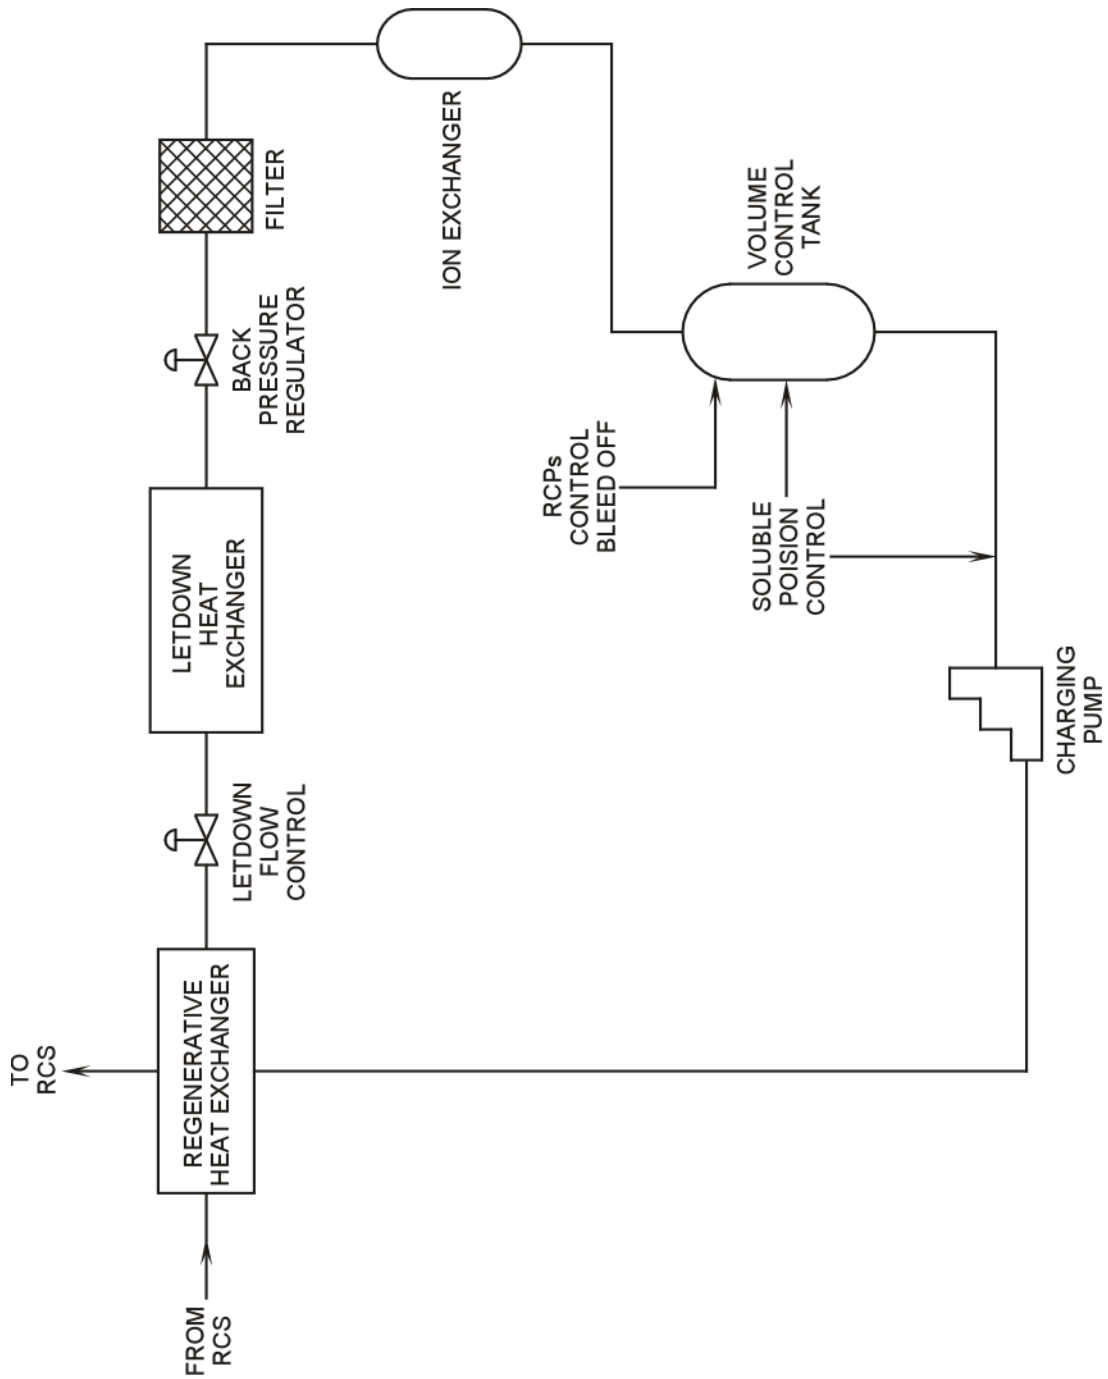 FROM
RCS
TO
RCS
REGENERATIVE
HEAT EXCHANGER
LETDOWN
FLOW
CONTROL
LETDOWN
HEAT
EXCHANGER
BACK
PRESSURE
REGULATOR
FILTER
ION EXCHANGER
RCPs
CONTROL
BLEED OFF
VOLUME
CONTROL
TANK
SOLUBLE
POISION
CONTROL
CHARGING
PUMP